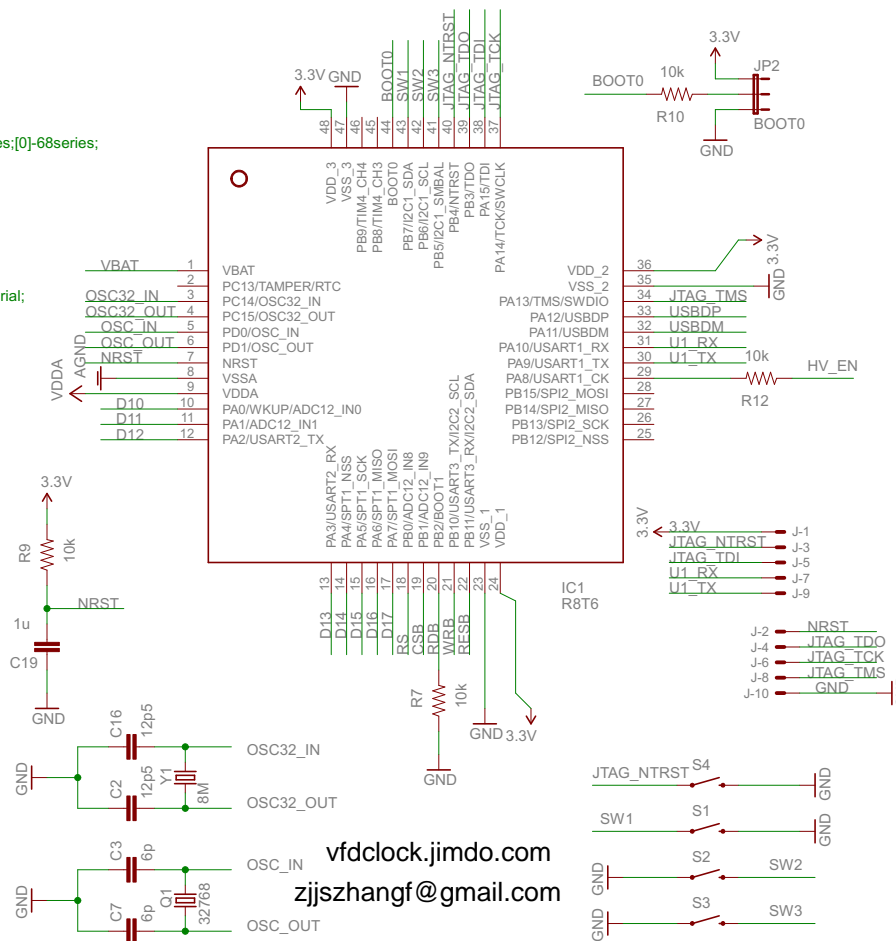 es;[0]-68series;
rial;
3.3V
GND
BOOT0
SW1
SW2
SW3
JTAG_NTRST
JTAG_TDO
JTAG_TDI
JTAG_TCK
48
47
46
45
44
43
42
41
40
39
38
37
VDD_3
VSS_3
PB9/TIM4_CH4
PB8/TIM4_CH3
BOOT0
PB7/I2C1_SDA
PB6/I2C1_SCL
PB5/I2C1_SMBAL
PB4/NTRST
PB3/TDO
PA15/TDI
PA14/TCK/SWCLK
3.3V
JP2
10k
BOOT0
R10
BOOT0
GND
VBAT 1 VBAT
2 PC13/TAMPER/RTC
OSC32_IN 3 PC14/OSC32_IN
OSC32_OUT 4 PC15/OSC32_OUT
OSC_IN 5 PD0/OSC_IN
OSC_OUT 6 PD1/OSC_OUT
NRST 7 NRST
AGND 8 VSSA
VDDA 9 VDDA
D10 10 PA0/WKUP/ADC12_IN0
D11 11 PA1/ADC12_IN1
D12 12 PA2/USART2_TX
VDD_2 36 3.3V
VSS_2 35 GND
PA13/TMS/SWDIO 34 JTAG_TMS
PA12/USBDP 33 USBDP
PA11/USBDM 32 USBDM
PA10/USART1_RX 31 U1_RX
PA9/USART1_TX 30 U1_TX
PA8/USART1_CK 29 10k HV_EN
R12
PB15/SPI2_MOSI 28
PB14/SPI2_MISO 27
PB13/SPI2_SCK 26
PB12/SPI2_NSS 25
PA3/USART2_RX
PA4/SPT1_NSS
PA5/SPT1_SCK
PA6/SPT1_MISO
PA7/SPT1_MOSI
PB0/ADC12_IN8
PB1/ADC12_IN9
PB2/BOOT1
PB10/USART3_TX/I2C2_SCL
PB11/USART3_RX/I2C2_SDA
VSS_1
VDD_1
13
14
15
16
17
18
19
20
21
22
23
24
D13
D14
D15
D16
D17
RS
CSB
RDB
WRB
RESB
IC1
R8T6
R7
10k
GND
GND
3.3V
3.3V
R9
10k
NRST
1u
C19
GND
3.3V
3.3V J-1
JTAG_NTRST J-3
JTAG_TDI J-5
U1_RX J-7
U1_TX J-9
J-2 NRST
J-4 JTAG_TDO
J-6 JTAG_TCK
J-8 JTAG_TMS
J-10 GND
C16
12p5
OSC32_IN
GND
C2
12p5
Y1
8M
OSC32_OUT
C3
6p
OSC_IN
GND
C7
6p
Q1
32768
OSC_OUT
vfdclock.jimdo.com
zjjszhangf@gmail.com
JTAG_NTRST S4 GND
SW1 S1 GND
GND S2 SW2
GND S3 SW3